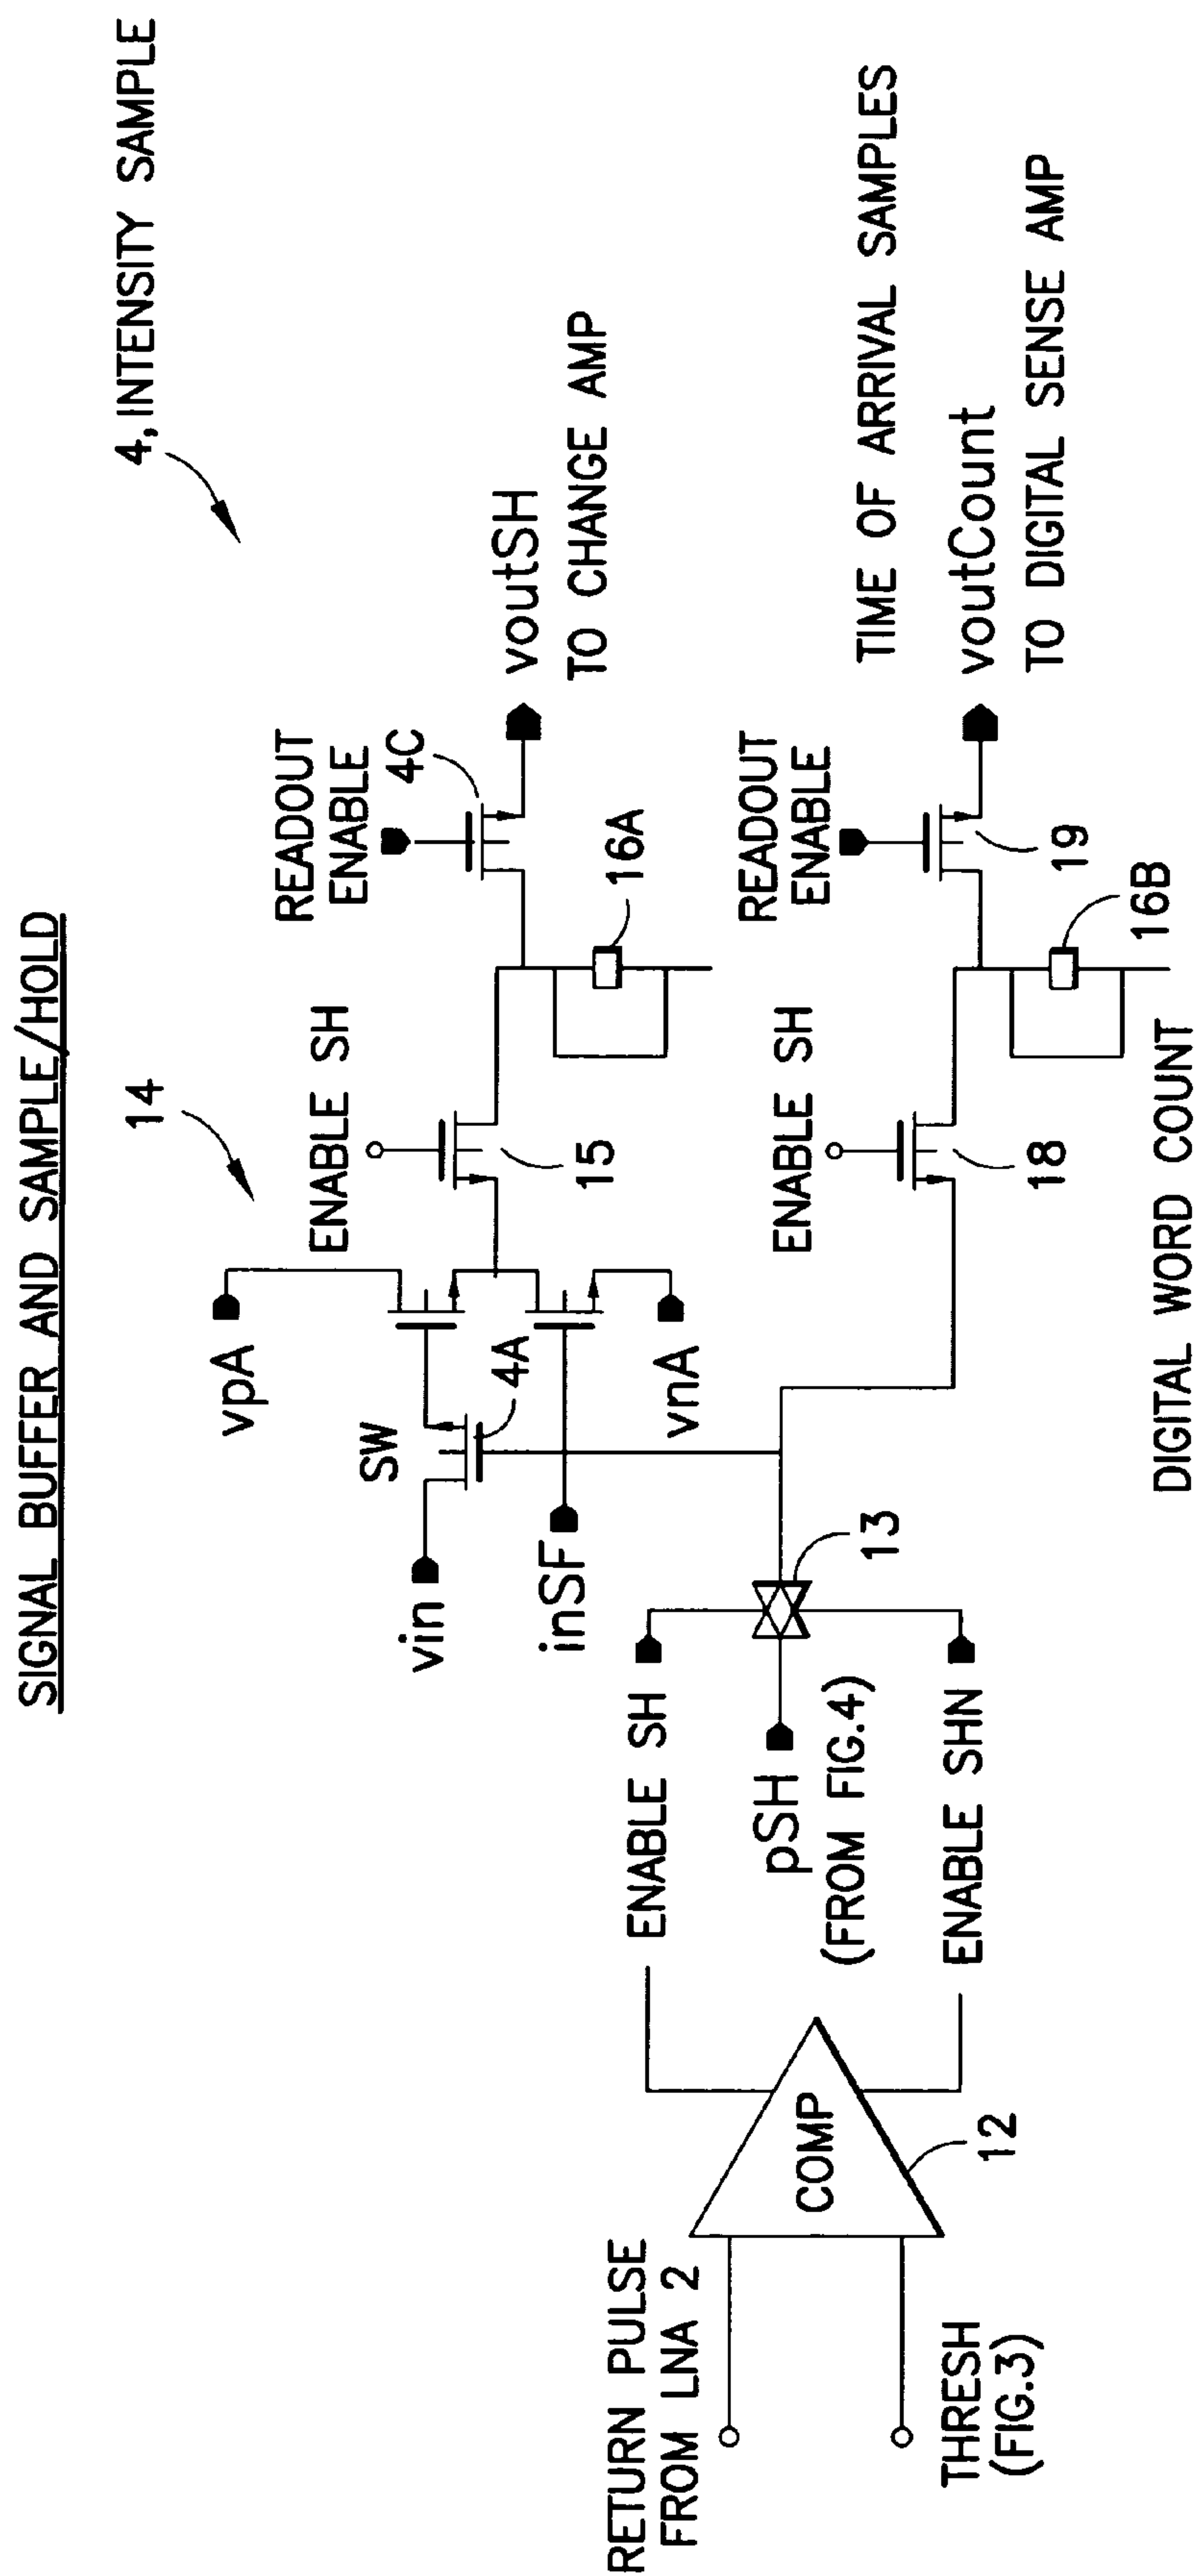 SIGNAL BUFFER AND SAMPLE/HOLD
4, INTENSITY SAMPLE
14
vpA
SW
vin
4A
inSF
vnA
ENABLE SH
15
READOUT
ENABLE
4C
16A
voutSH
TO CHANGE AMP
RETURN PULSE
FROM LNA 2
THRESH
(FIG.3)
COMP
12
ENABLE SH
pSH
(FROM FIG.4)
ENABLE SHN
13
ENABLE SH
18
READOUT
ENABLE
19
16B
TIME OF ARRIVAL SAMPLES
voutCount
TO DIGITAL SENSE AMP
DIGITAL WORD COUNT